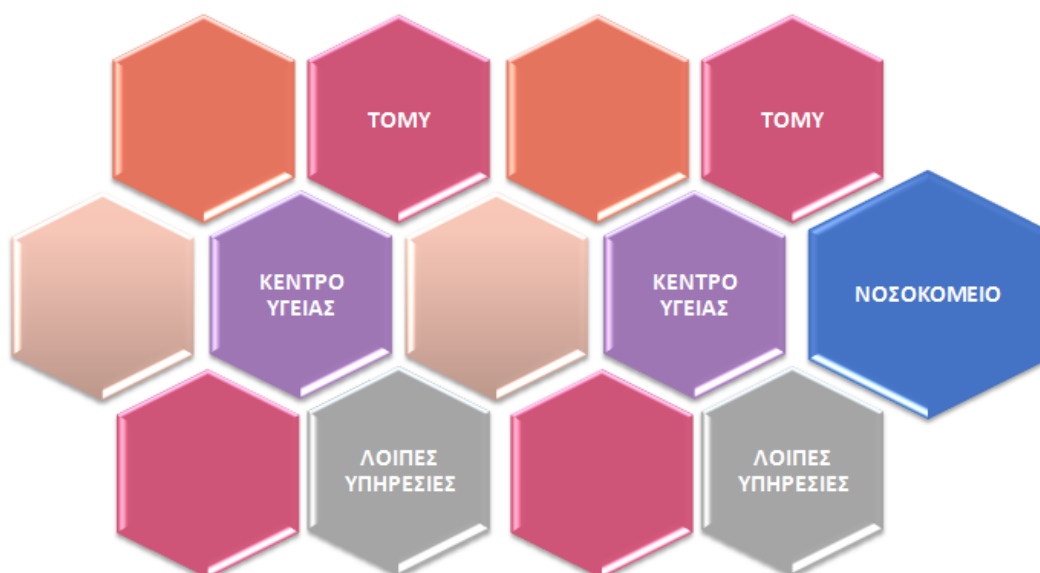 ΤΟΜΥ
ΤΟΜΥ
ΚΕΝΤΡΟ
ΥΓΕΙΑΣ
ΚΕΝΤΡΟ
ΥΓΕΙΑΣ
ΝΟΣΟΚΟΜΕΙΟ
ΛΟΙΠΕΣ
ΥΠΗΡΕΣΙΕΣ
ΛΟΙΠΕΣ
ΥΠΗΡΕΣΙΕΣ